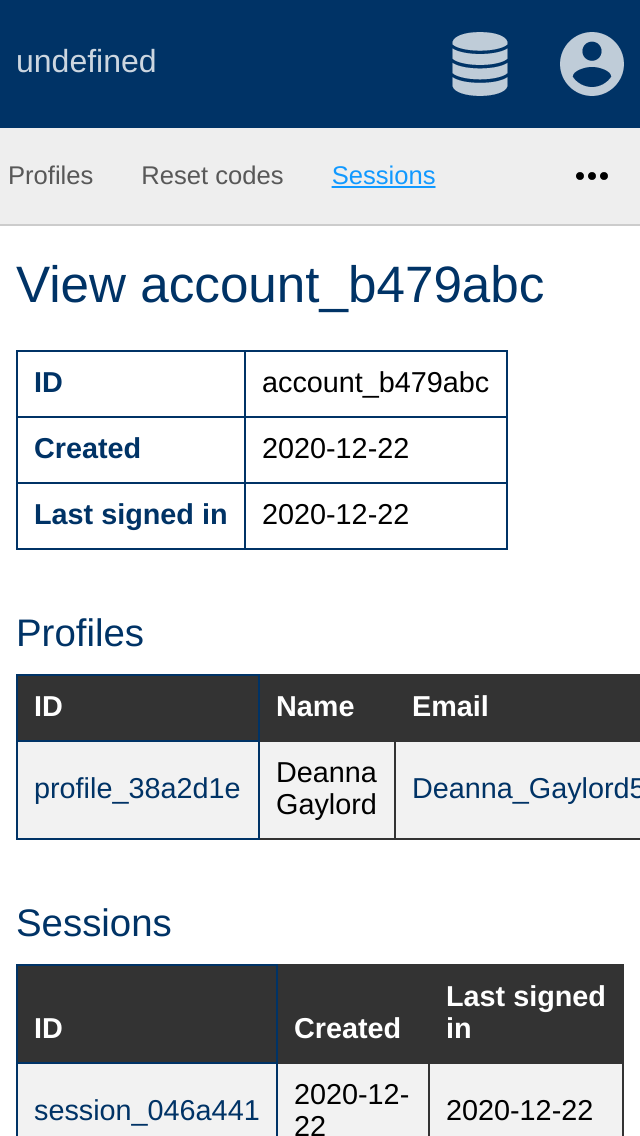 undefined
Profiles Reset codes Sessions
View account_b479abc
ID account_b479abc
Created 2020-12-22
Last signed in 2020-12-22
Profiles
ID Name Email
profile_38a2d1e Deanna Gaylord Deanna_Gaylord5
Sessions
ID Created Last signed in
session_046a441 2020-12-22 2020-12-22